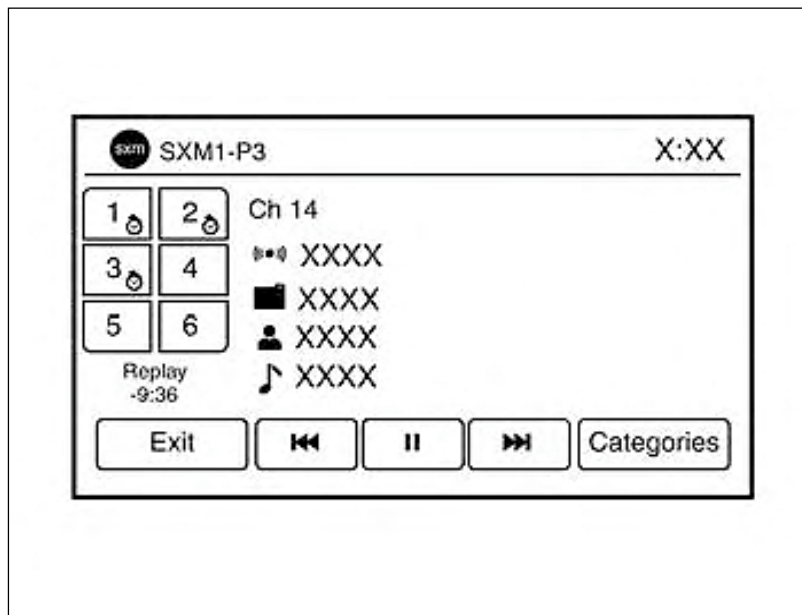 sxm SXM1-P3 X:XX
1 2 Ch 14
XXXX
3 4
XXXX
5 6 XXXX
Replay XXXX
-9:36
Exit Categories